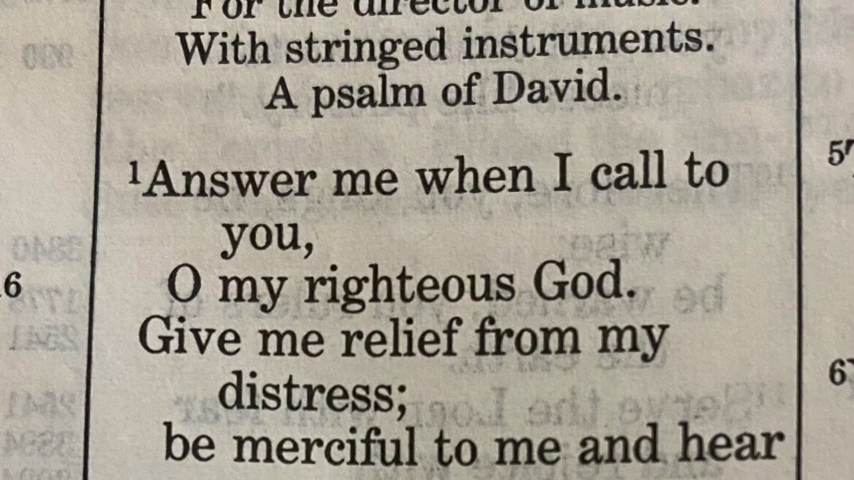 For the director of music.
With stringed instruments.
A psalm of David.
1Answer me when I call to
you,
O my righteous God.
Give me relief from my
distress;
be merciful to me and hear